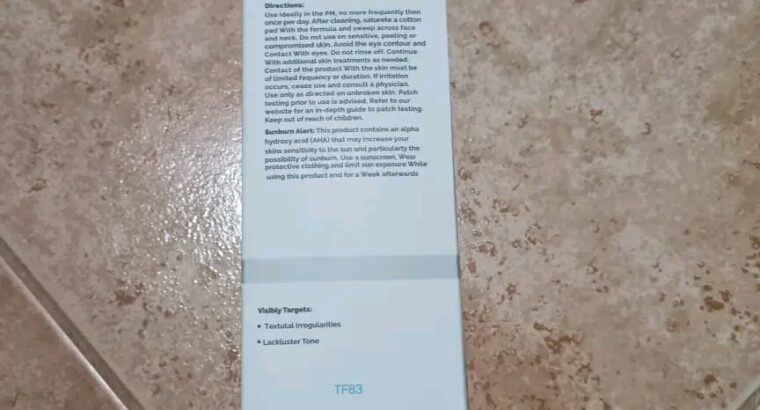 Directions:
Use ideally in the PM, no more frequently then
once per day. After cleaning, saturete a cotton
pad With the formula and sweep across face
and neck. Do not use on sensitive, peeling or
compromised skin. Avoid the eye contour and
Contact With eyes. Do not rinse off. Continue
With additional skin treatments as needed.
Contact of the product With the skin must be
of limited fequency or duration. If irritation
occurs, cease use and consult a physician.
Use only as directed on unbroken skin. Patch
testing prior to use is advised. Refer to our
website for an in-depth guide to patch testing.
Keep out of reach of children.
Sunburn Alert: This product contains an alpha
hydroxy acid (AHA) that may increase your
skins sensitivity to the sun and particularty the
possibility of sunburn. Use a sunscreen, Wear
protective clothing,and limit sun exposure While
using this product and for a Week afterwards
Visibly Targets:
• Textutal Irregularities
• Lackluster Tone
TF83